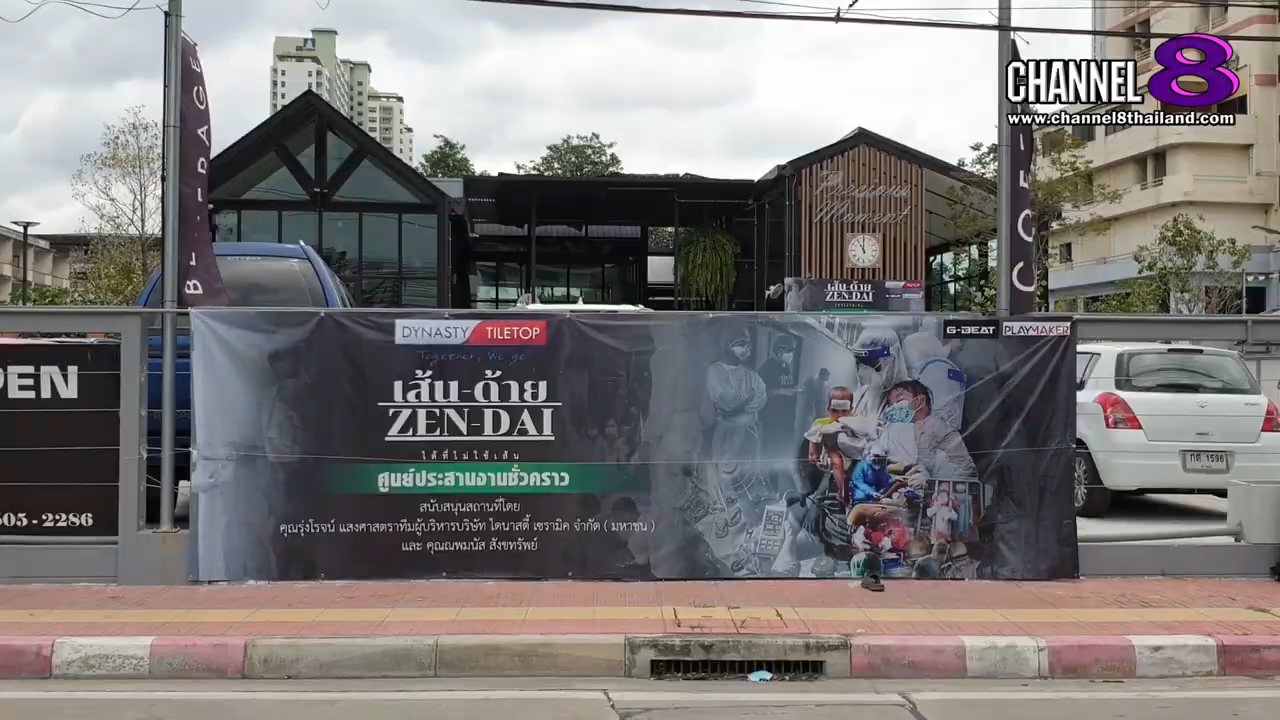 CHANNEL 8
www.channel8thailand.com
Precious
Moment
เส้น-ด้าย
ZEN-DAI
PEN
605 - 2286
DYNASTY TILETOP
Together, We go
เส้น-ด้าย
ZEN-DAI
ได้ที่ไม่ใช้เส้น
ศูนย์ประสานงานชั่วคราว
สนับสนุนสถานที่โดย
คุณรุ่งโรจน์ แสงศาสตราทีมผู้บริหารบริษัท ไดนาสตี้ เซรามิค จำกัด ( มหาชน )
และ คุณณพมนัส สังขทรัพย์
G-BEAT PLAYMAKER